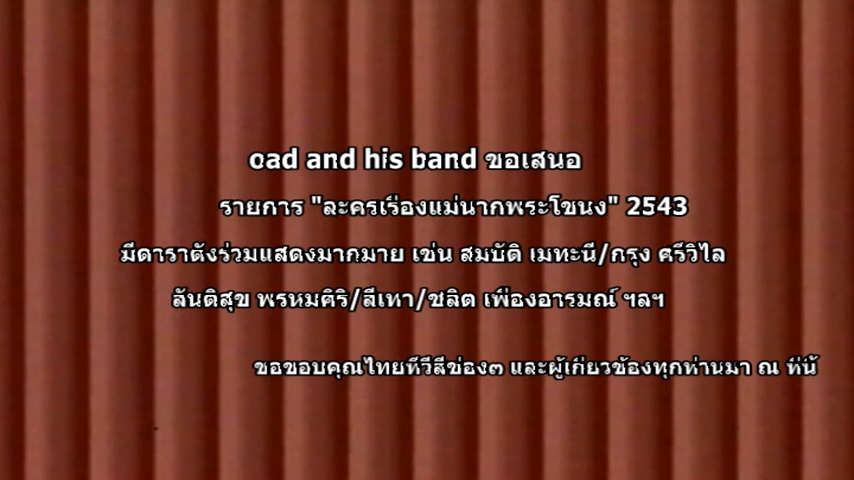 oad and his band ขอเสนอ
รายการ "ละครเรื่องแม่นากพระโขนง" 2543
มีดาราดังร่วมแสดงมากมาย เช่น สมบัติ เมทะนี/กรุง ศรีวิไล
สันติสุข พรหมศิริ/สีเทา/ชลิต เฟื่องอารมณ์ ฯลฯ
ขอขอบคุณไทยทีวีสีช่อง๓ และผู้เกี่ยวข้องทุกท่านมา ณ ที่นี้